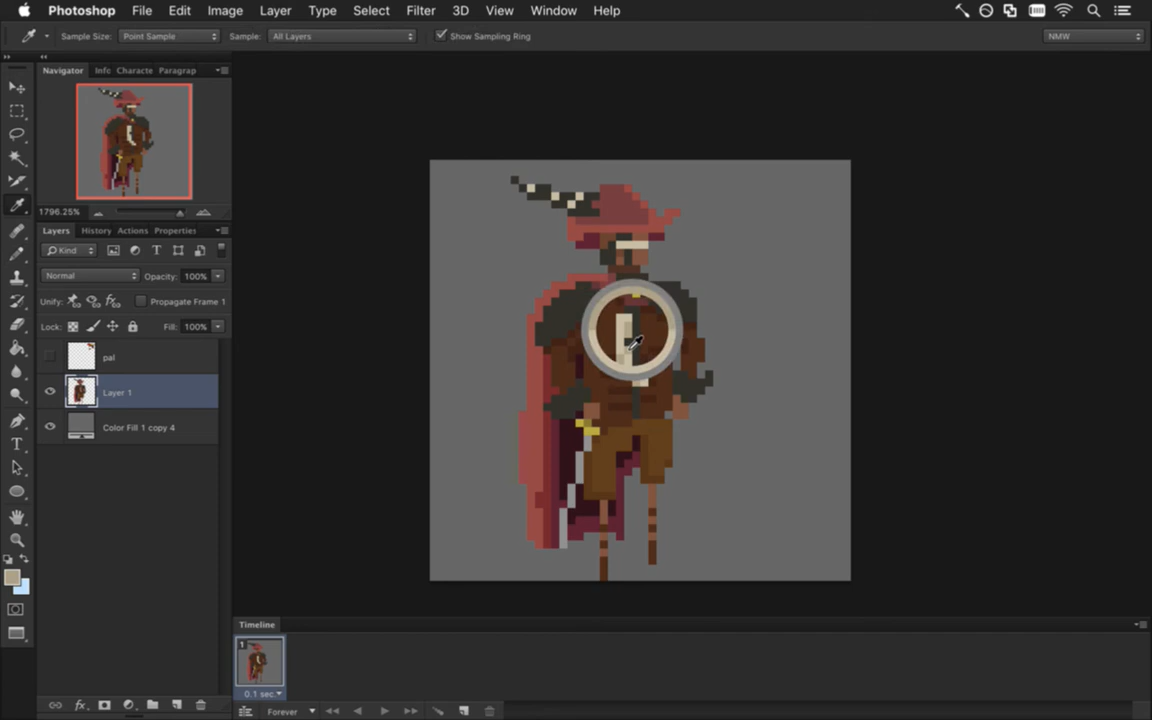 Photoshop File Edit Image Layer Type Select Filter 3D View Window Help
Sample Size: Point Sample Sample: All Layers Show Sampling Ring NMW
Navigator Info Characte Paragrap
1796.25%
Layers History Actions Properties
Kind
Normal Opacity: 100%
Unify: Propagate Frame 1
Lock: Fill: 100%
pal
Layer 1
Color Fill 1 copy 4
Timeline
1
0.1 sec.
Forever